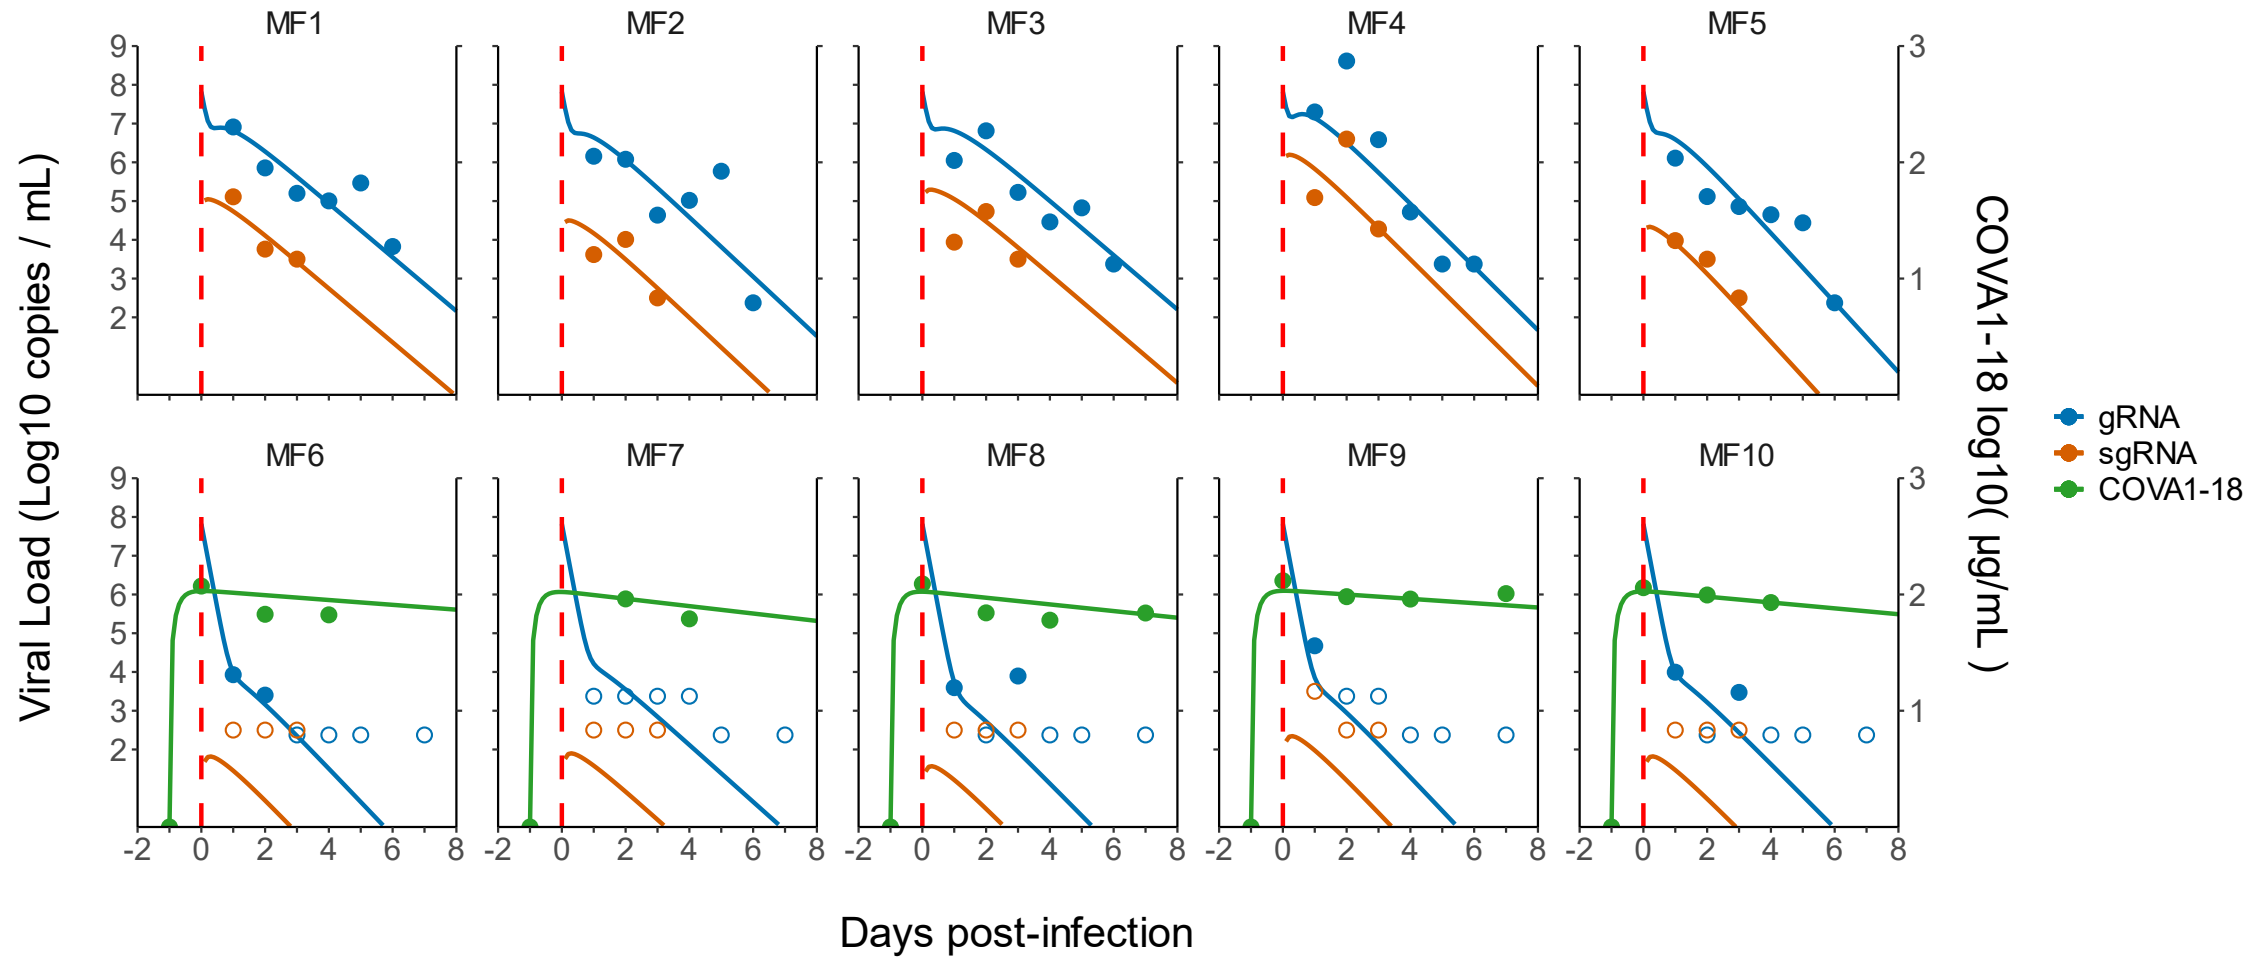 MF1 MF2 MF3 MF4 MF5
9 8 7 6 5 4 3 2
3 2 1
Viral Load (Log10 copies / mL)
COVA1-18 log10( µg/mL )
gRNA
sgRNA
COVA1-18
MF6 MF7 MF8 MF9 MF10
9 8 7 6 5 4 3 2
3 2 1
-2 0 2 4 6 8 -2 0 2 4 6 8 -2 0 2 4 6 8 -2 0 2 4 6 8 -2 0 2 4 6 8
Days post-infection